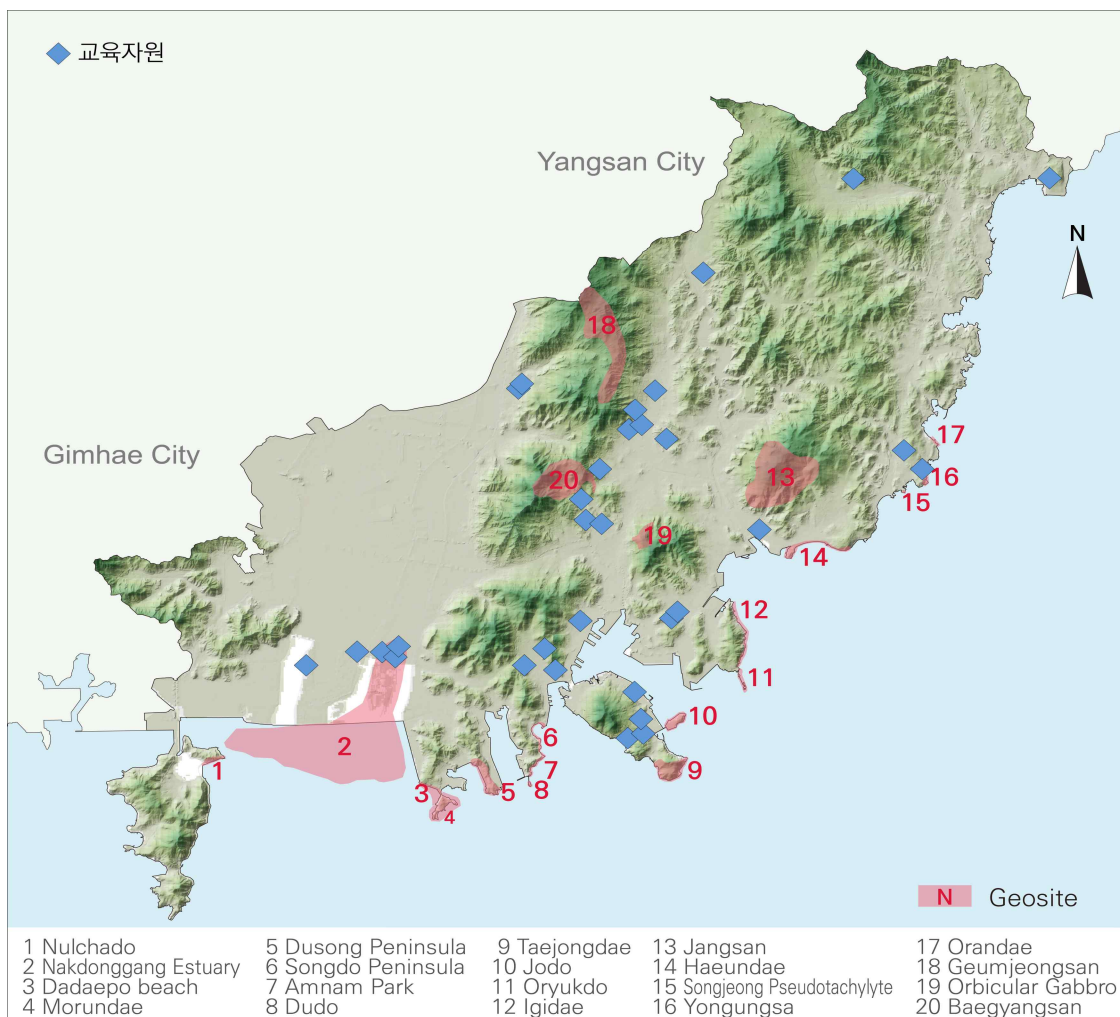 교육자원
Yangsan City
N
18
Gimhae City
17
20
13
16
15
19
14
12
11
10
6
2
1
7
9
3
5
8
4
N Geosite
1 Nulchado
2 Nakdonggang Estuary
3 Dadaepo beach
4 Morundae
5 Dusong Peninsula
6 Songdo Peninsula
7 Amnam Park
8 Dudo
9 Taejongdae
10 Jodo
11 Oryukdo
12 Igidae
13 Jangsan
14 Haeundae
15 Songjeong Pseudotachylyte
16 Yongungsa
17 Orandae
18 Geumjeongsan
19 Orbicular Gabbro
20 Baegyangsan